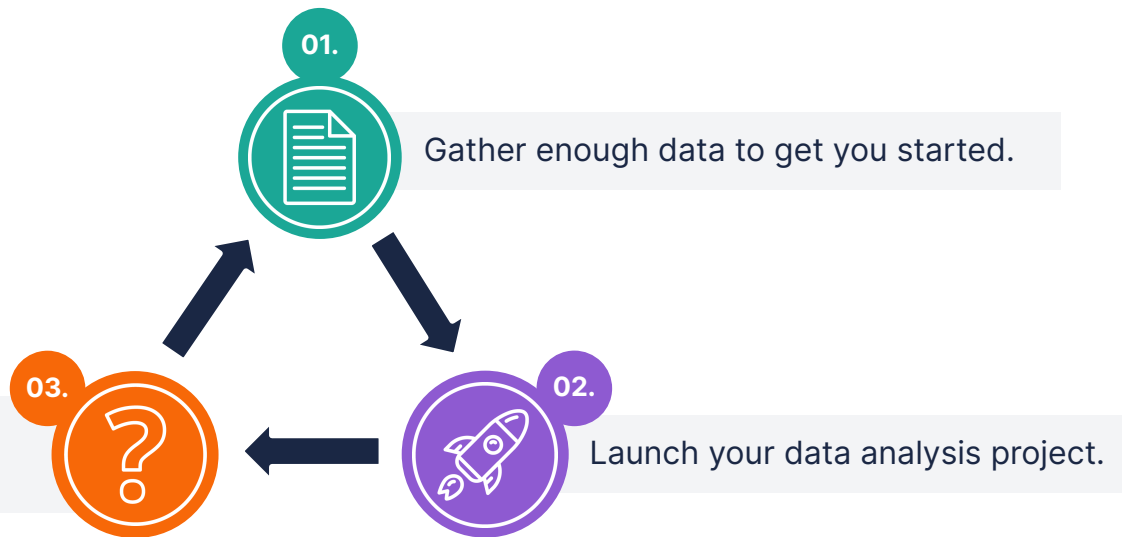 01.
Gather enough data to get you started.
03.
02.
Launch your data analysis project.